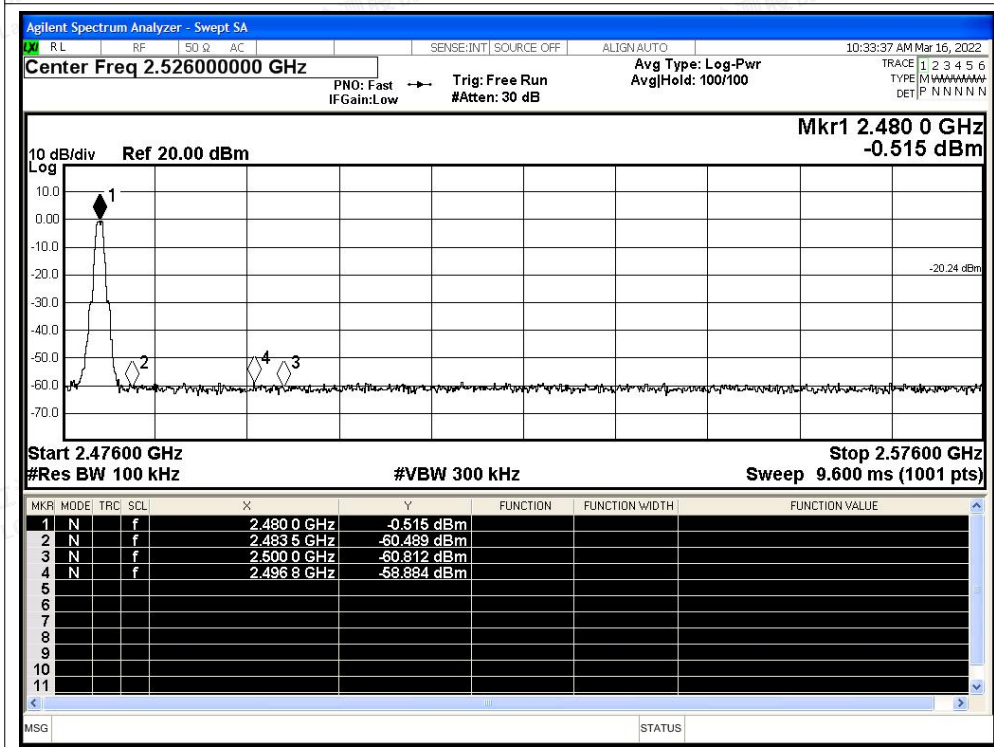 Agilent Spectrum Analyzer - Swept SA
LXI RL RF 50 Ω AC SENSE:INT SOURCE OFF ALIGNAUTO 10:33:37 AM Mar 16, 2022
Center Freq 2.526000000 GHz
PNO: Fast
IFGain:Low
Trig: Free Run
#Atten: 30 dB
Avg Type: Log-Pwr
Avg|Hold: 100/100
TRACE 1 2 3 4 5 6
TYPE M WWWWW
DET P N N N N N
Mkr1 2.480 0 GHz
-0.515 dBm
10 dB/div Ref 20.00 dBm
Log
10.0
0.00
-10.0
-20.0
-30.0
-40.0
-50.0
-60.0
-70.0
1
2
4
3
-20.24 dBm
Start 2.47600 GHz Stop 2.57600 GHz
#Res BW 100 kHz #VBW 300 kHz Sweep 9.600 ms (1001 pts)
MKR MODE TRC SCL X Y FUNCTION FUNCTION WIDTH FUNCTION VALUE
1 N f 2.480 0 GHz -0.515 dBm
2 N f 2.483 5 GHz -60.489 dBm
3 N f 2.500 0 GHz -60.812 dBm
4 N f 2.496 8 GHz -58.884 dBm
5
6
7
8
9
10
11
MSG STATUS